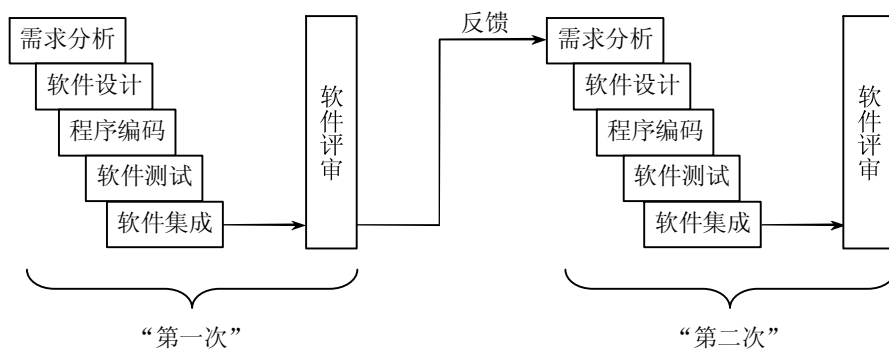 需求分析
软件设计
程序编码
软件测试
软件集成
软件评审
“第一次”
反馈
需求分析
软件设计
程序编码
软件测试
软件集成
软件评审
“第二次”